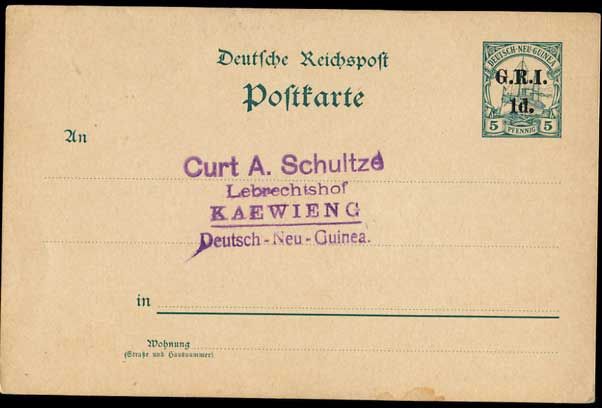 Deutsche Reichspost
Postkarte
DEUTSCH-NEU-GUINEA
G.R.I.
1d.
5 PFENNIG 5
An
Curt A. Schultze
Lebrechtshof
KAEWIENG
Deutsch-Neu-Guinea.
in
Wohnung
(Straße und Hausnummer)